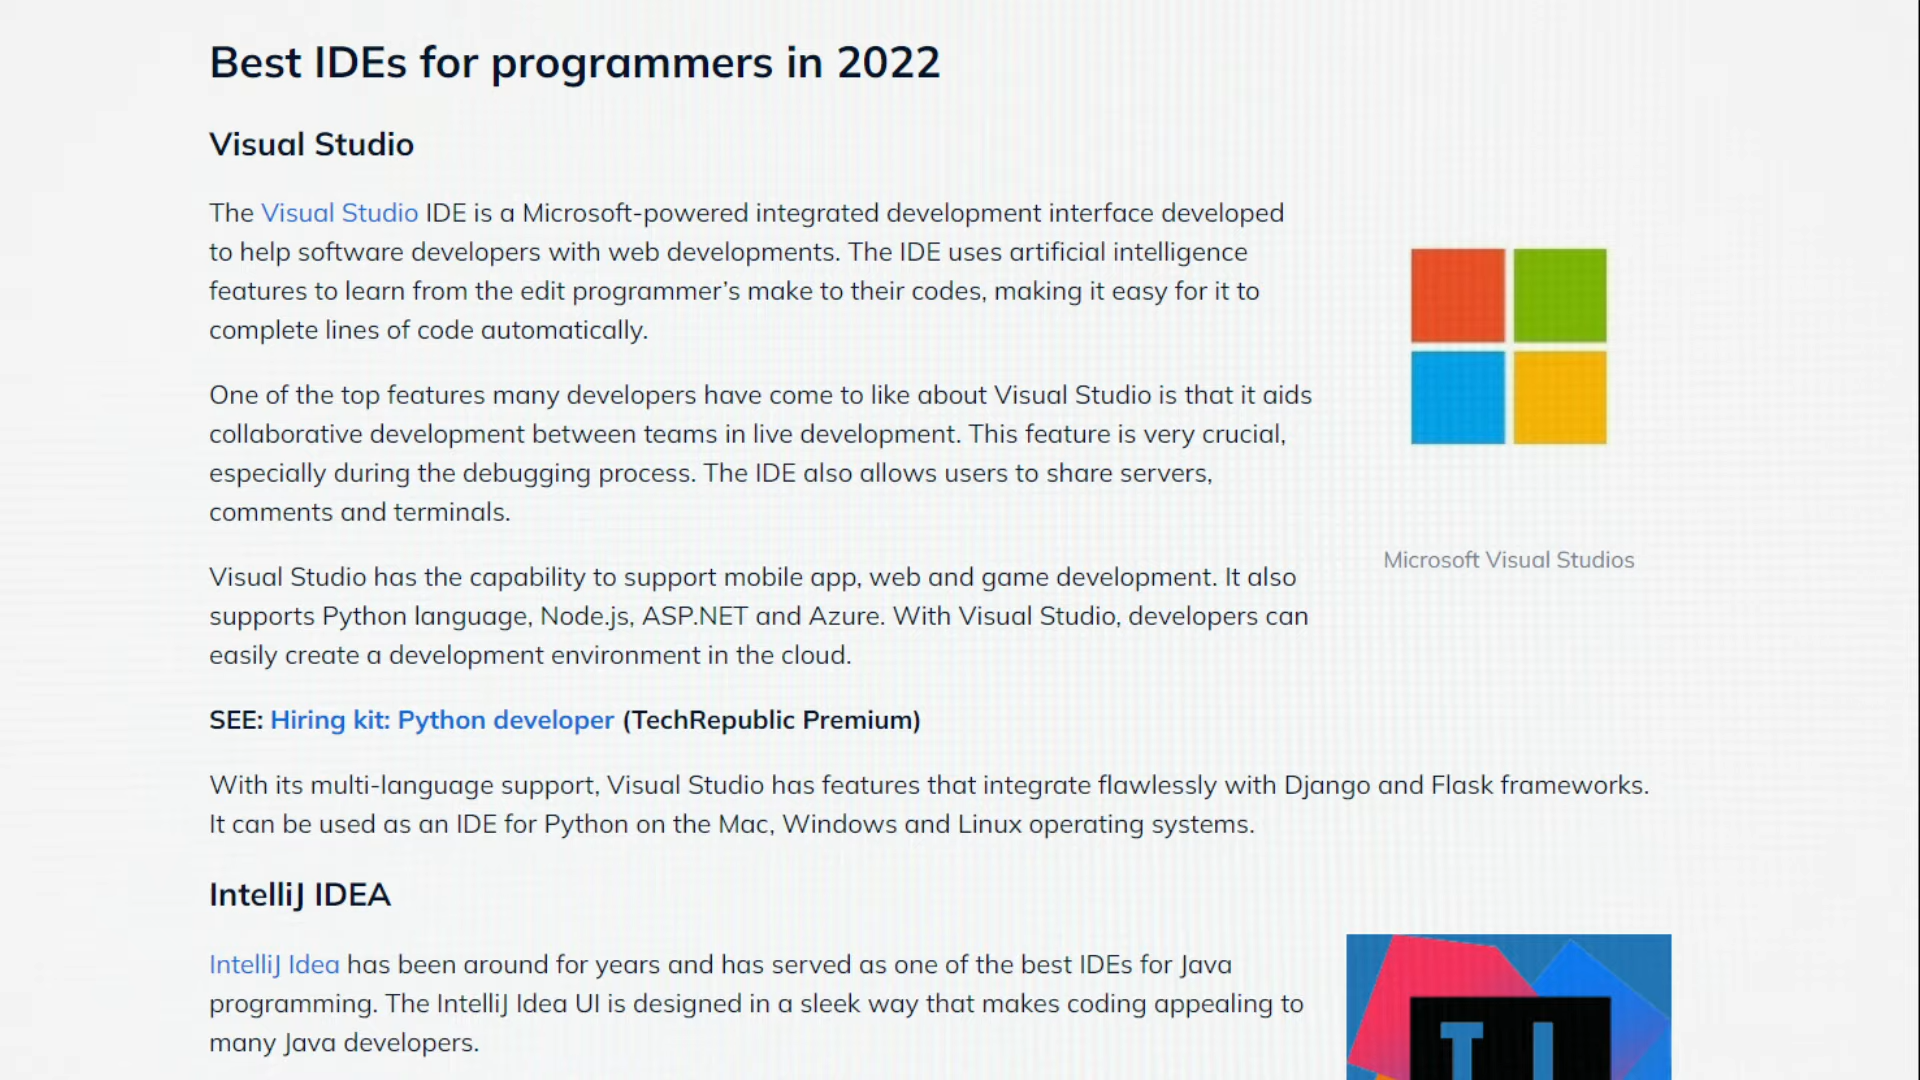 Best IDEs for programmers in 2022
Visual Studio
The Visual Studio IDE is a Microsoft-powered integrated development interface developed
to help software developers with web developments. The IDE uses artificial intelligence
features to learn from the edit programmer’s make to their codes, making it easy for it to
complete lines of code automatically.
One of the top features many developers have come to like about Visual Studio is that it aids
collaborative development between teams in live development. This feature is very crucial,
especially during the debugging process. The IDE also allows users to share servers,
comments and terminals.
Microsoft Visual Studios
Visual Studio has the capability to support mobile app, web and game development. It also
supports Python language, Node.js, ASP.NET and Azure. With Visual Studio, developers can
easily create a development environment in the cloud.
SEE: Hiring kit: Python developer (TechRepublic Premium)
With its multi-language support, Visual Studio has features that integrate flawlessly with Django and Flask frameworks.
It can be used as an IDE for Python on the Mac, Windows and Linux operating systems.
IntelliJ IDEA
IntelliJ Idea has been around for years and has served as one of the best IDEs for Java
programming. The IntelliJ Idea UI is designed in a sleek way that makes coding appealing to
many Java developers.